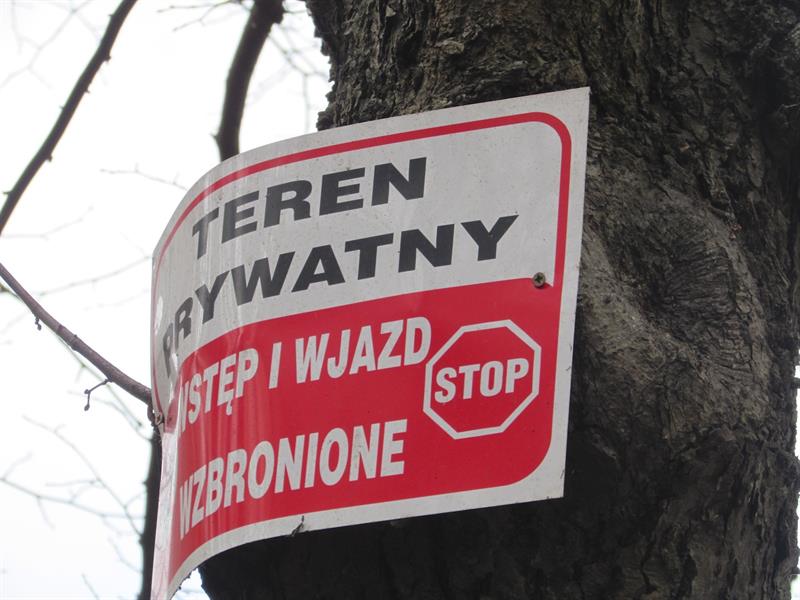 TEREN
PRYWATNY
WSTĘP I WJAZD
STOP
WZBRONIONE